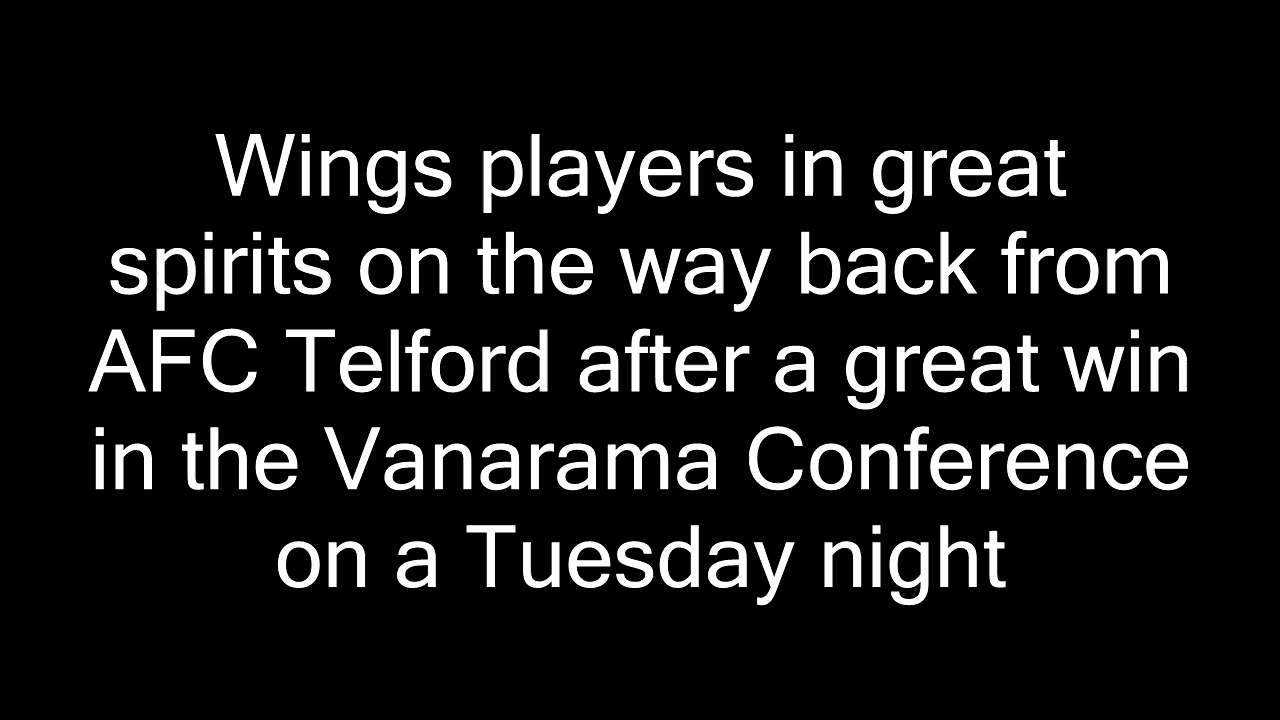 Wings players in great
spirits on the way back from
AFC Telford after a great win
in the Vanarama Conference
on a Tuesday night